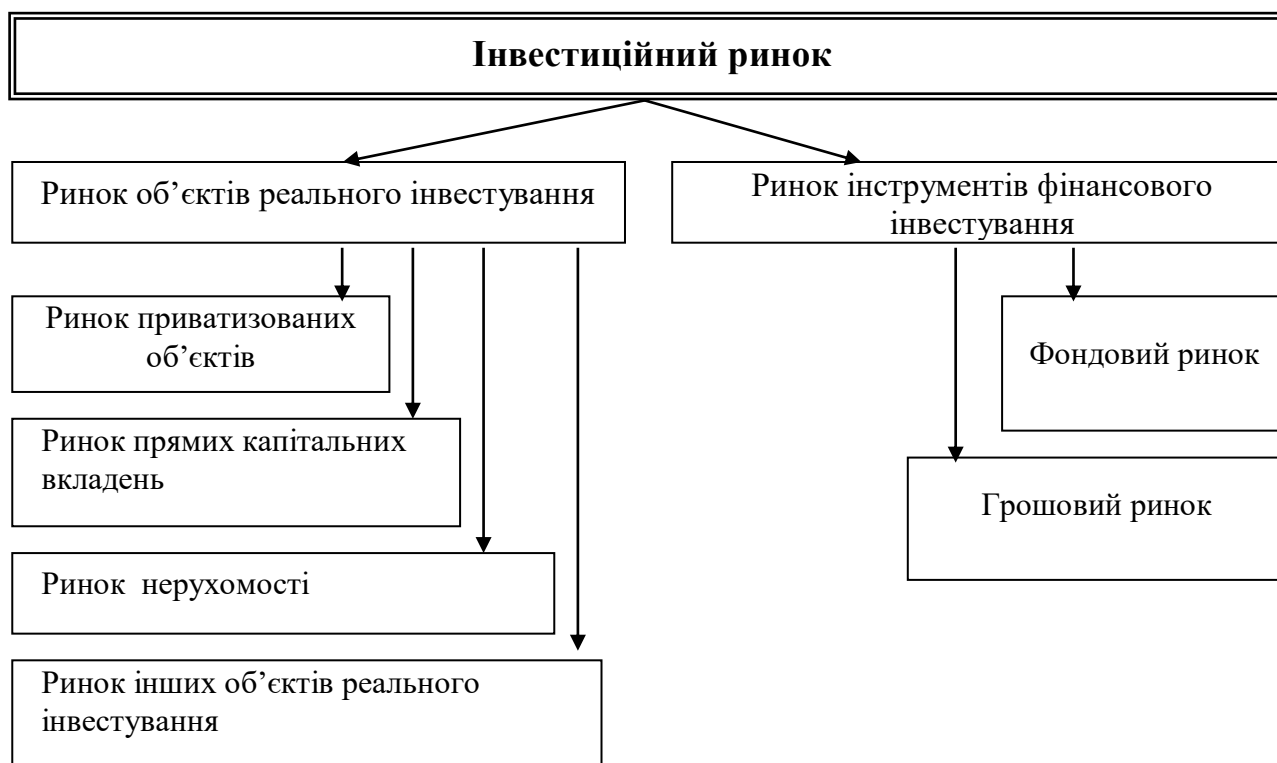 Інвестиційний ринок
Ринок об’єктів реального інвестування
Ринок інструментів фінансового
інвестування
Ринок приватизованих
об’єктів
Фондовий ринок
Ринок прямих капітальних
вкладень
Грошовий ринок
Ринок  нерухомості
Ринок інших об’єктів реального
інвестування